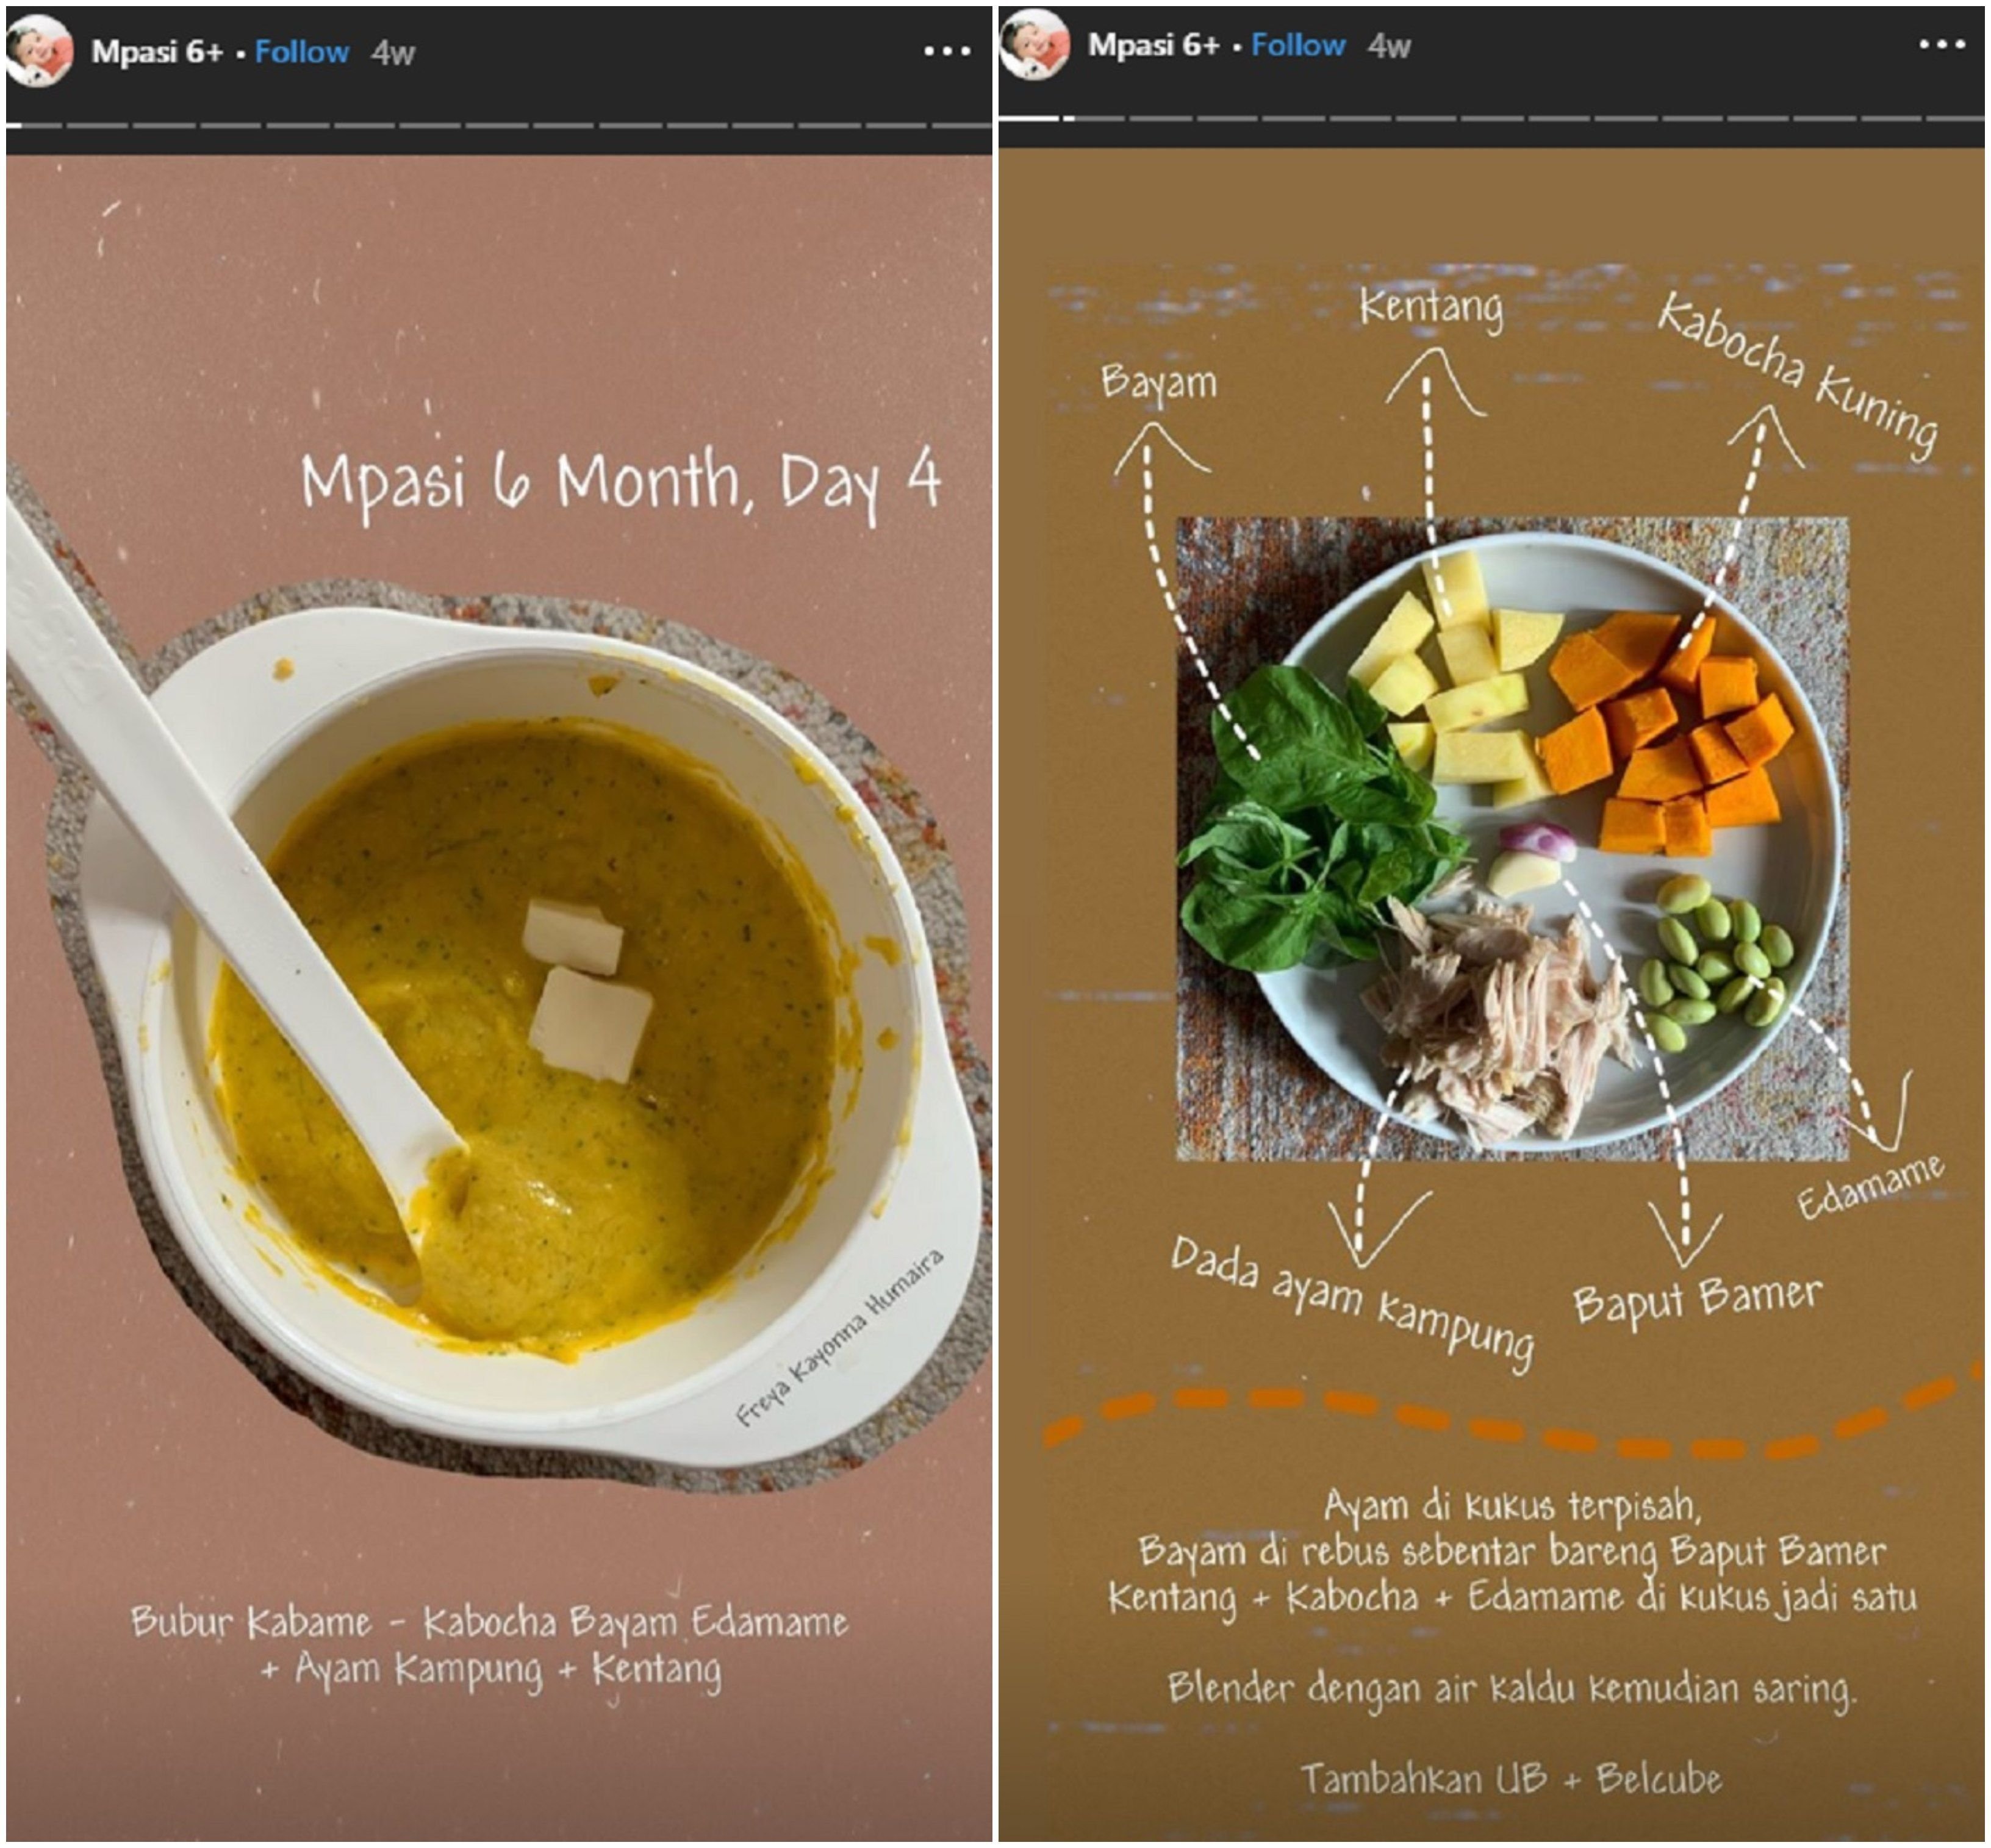 Mpasi 6+ • Follow 4w
Mpasi 6 Month, Day 4
Freya Kayonna Humaira
Bubur Kabame - Kabocha Bayam Edamame
+ Ayam Kampung + Kentang
Mpasi 6+ • Follow 4w
Kentang
Kabocha Kuning
Bayam
Edamame
Dada ayam kampung
Baput Bamer
Ayam di kukus terpisah,
Bayam di rebus sebentar bareng Baput Bamer
Kentang + Kabocha + Edamame di kukus jadi satu
Blender dengan air kaldu kemudian saring.
Tambahkan UB + Belcube